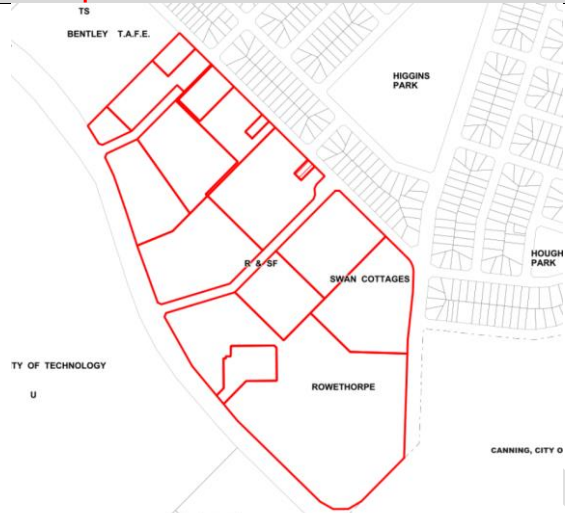 TS
BENTLEY T.A.F.E.
HIGGINS
PARK
HOUGH
PARK
R & SF
SWAN COTTAGES
TY OF TECHNOLOGY
U
ROWETHORPE
CANNING, CITY O